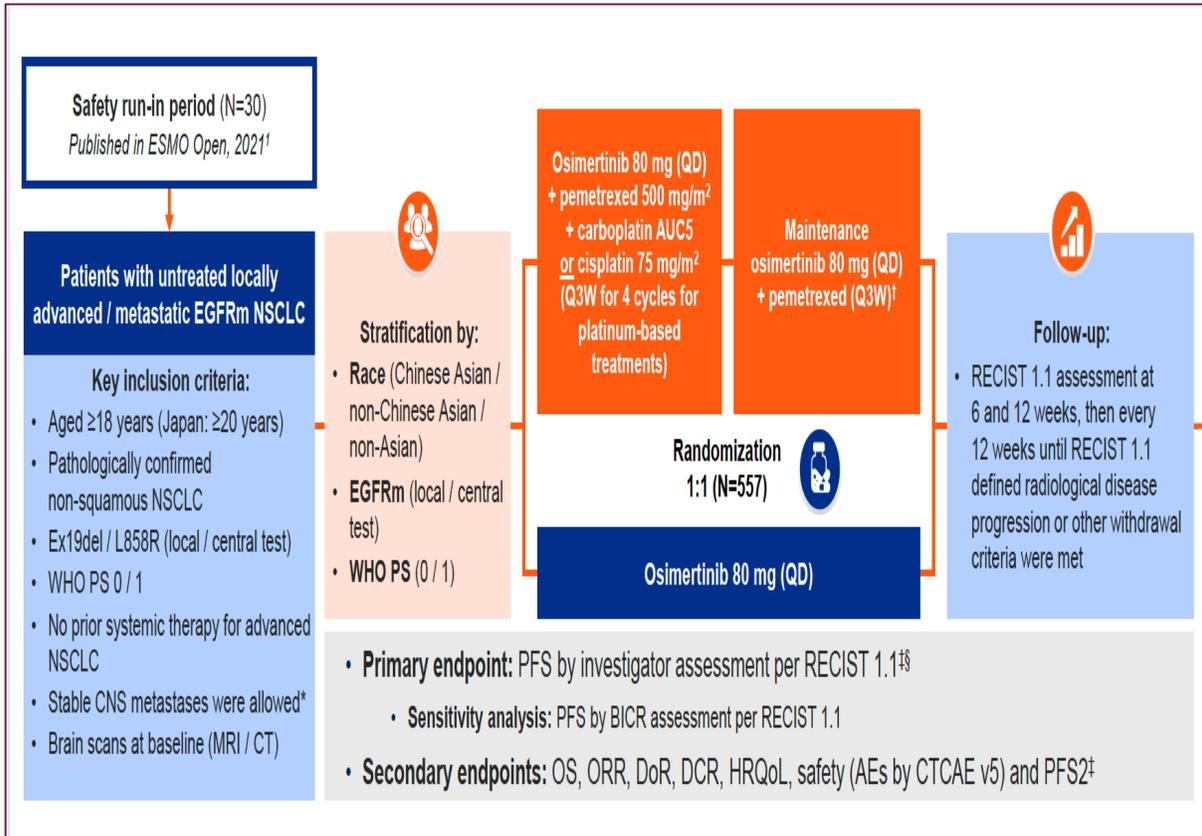 Safety run-in period (N=30)
Published in ESMO Open, 2021¹
Patients with untreated locally
advanced / metastatic EGFRm NSCLC
Key inclusion criteria:
• Aged ≥18 years (Japan: ≥20 years)
• Pathologically confirmed
non-squamous NSCLC
• Ex19del / L858R (local / central test)
• WHO PS 0 / 1
• No prior systemic therapy for advanced
NSCLC
• Stable CNS metastases were allowed*
• Brain scans at baseline (MRI / CT)
Stratification by:
• Race (Chinese Asian /
non-Chinese Asian /
non-Asian)
• EGFRm (local / central
test)
• WHO PS (0 / 1)
Osimertinib 80 mg (QD)
+ pemetrexed 500 mg/m²
+ carboplatin AUC5
or cisplatin 75 mg/m²
(Q3W for 4 cycles for
platinum-based
treatments)
Maintenance
osimertinib 80 mg (QD)
+ pemetrexed (Q3W)†
Randomization
1:1 (N=557)
Osimertinib 80 mg (QD)
Follow-up:
• RECIST 1.1 assessment at
6 and 12 weeks, then every
12 weeks until RECIST 1.1
defined radiological disease
progression or other withdrawal
criteria were met
• Primary endpoint: PFS by investigator assessment per RECIST 1.1‡§
• Sensitivity analysis: PFS by BICR assessment per RECIST 1.1
• Secondary endpoints: OS, ORR, DoR, DCR, HRQoL, safety (AEs by CTCAE v5) and PFS2‡